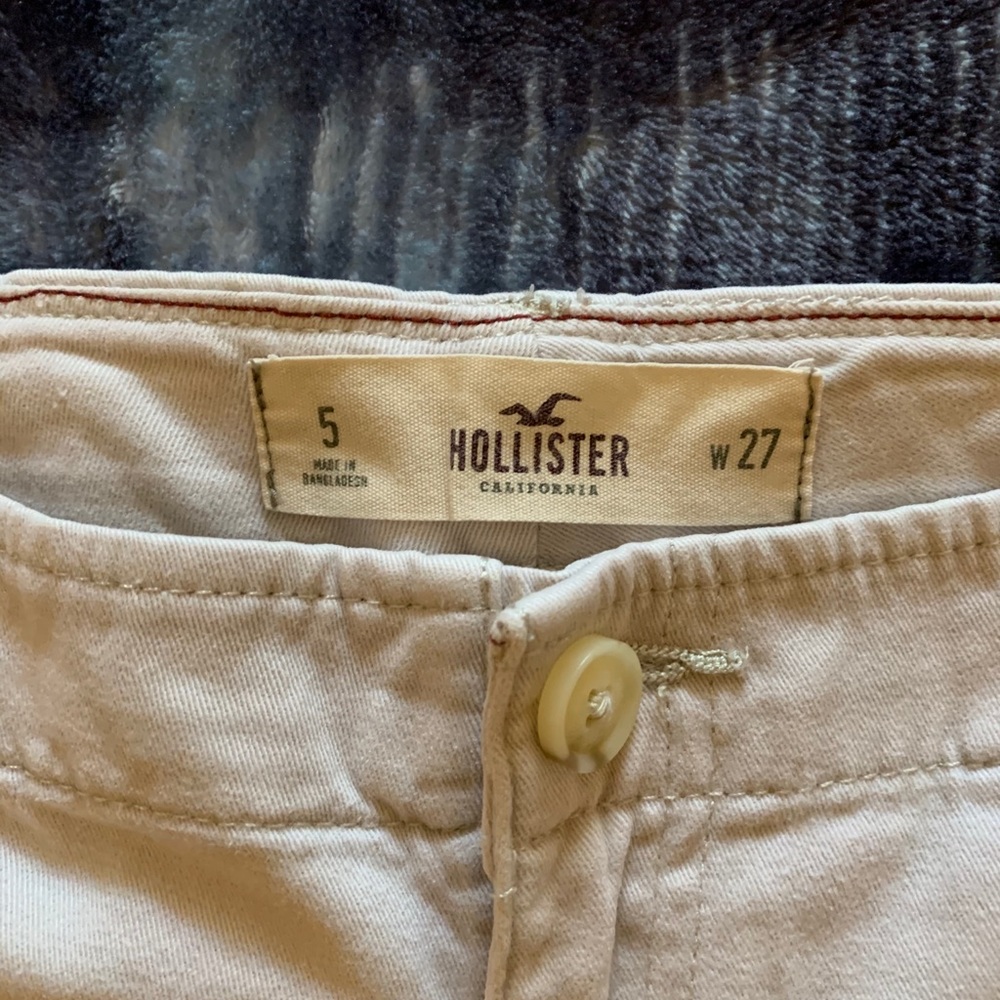 5
MADE IN
BANGLADESH
HOLLISTER
CALIFORNIA
W 27